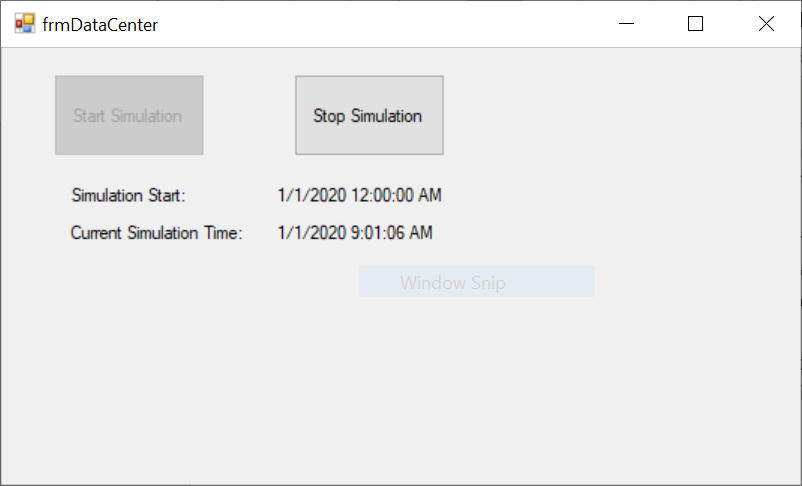 frmDataCenter
Start Simulation Stop Simulation
Simulation Start: 1/1/2020 12:00:00 AM
Current Simulation Time: 1/1/2020 9:01:06 AM
Window Snip